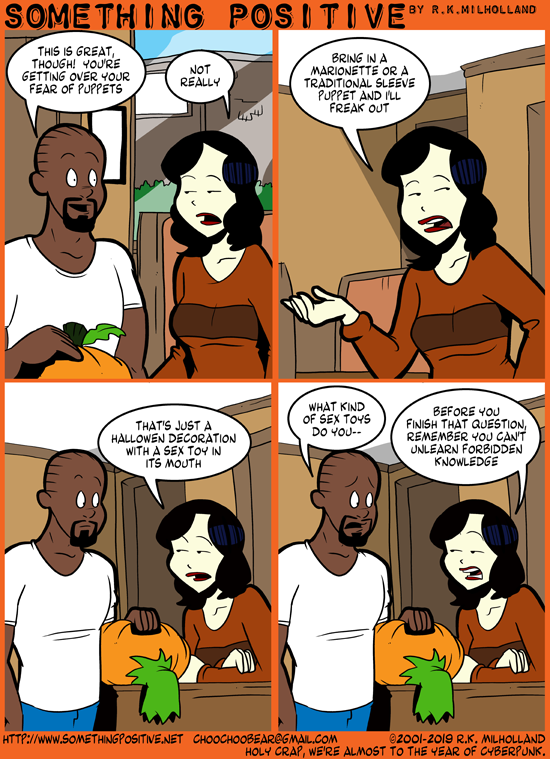 SOMETHING POSITIVE BY R.K.MILHOLLAND
THIS IS GREAT,
THOUGH! YOU'RE
GETTING OVER YOUR
FEAR OF PUPPETS
NOT
REALLY
BRING IN A
MARIONETTE OR A
TRADITIONAL SLEEVE
PUPPET AND I'LL
FREAK OUT
THAT'S JUST A
HALLOWEN DECORATION
WITH A SEX TOY IN
ITS MOUTH
WHAT KIND
OF SEX TOYS
DO YOU--
BEFORE YOU
FINISH THAT QUESTION,
REMEMBER YOU CAN'T
UNLEARN FORBIDDEN
KNOWLEDGE
HTTP://WWW.SOMETHINGPOSITIVE.NET CHOOCHOOBEAR@GMAIL.COM ©2001-2019 R.K. MILHOLLAND
HOLY CRAP, WE'RE ALMOST TO THE YEAR OF CYBERPUNK.